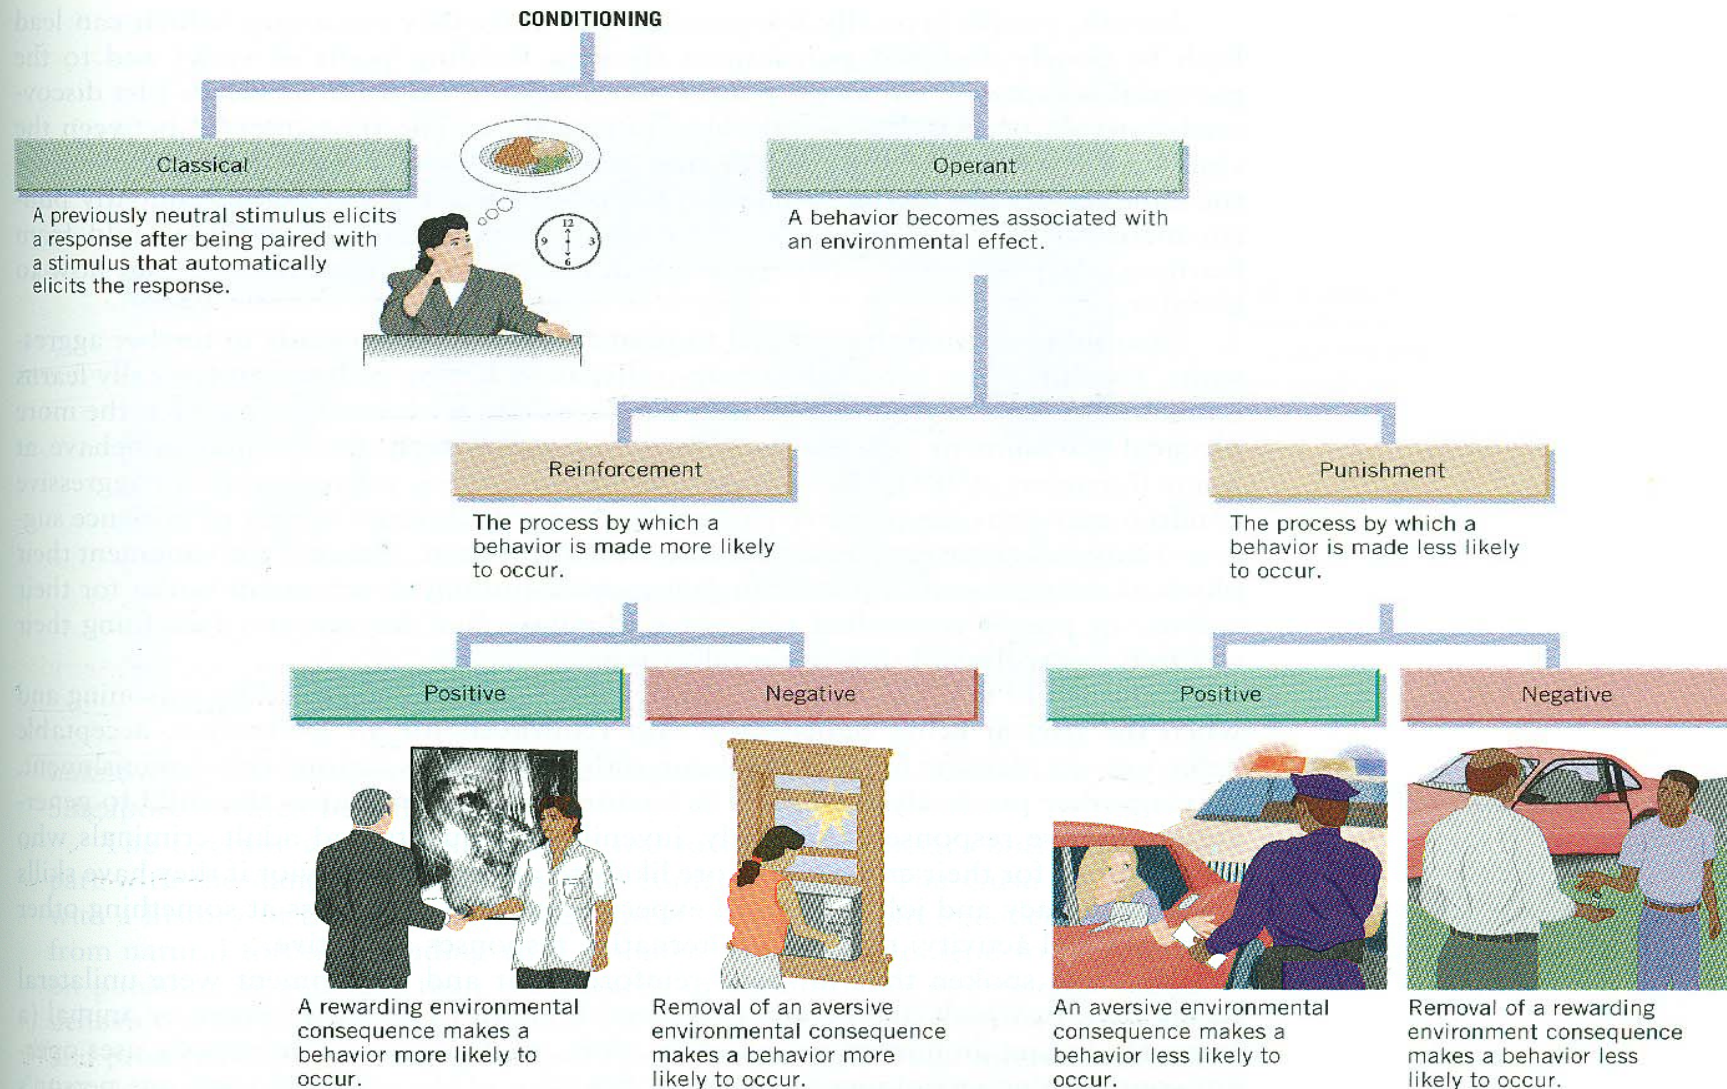 CONDITIONING
Classical
A previously neutral stimulus elicits
a response after being paired with
a stimulus that automatically
elicits the response.
12
9
3
6
Operant
A behavior becomes associated with
an environmental effect.
Reinforcement
The process by which a
behavior is made more likely
to occur.
Punishment
The process by which a
behavior is made less likely
to occur.
Positive
A rewarding environmental
consequence makes a
behavior more likely to
occur.
Negative
Removal of an aversive
environmental consequence
makes a behavior more
likely to occur.
Positive
An aversive environmental
consequence makes a
behavior less likely to
occur.
Negative
Removal of a rewarding
environment consequence
makes a behavior less
likely to occur.